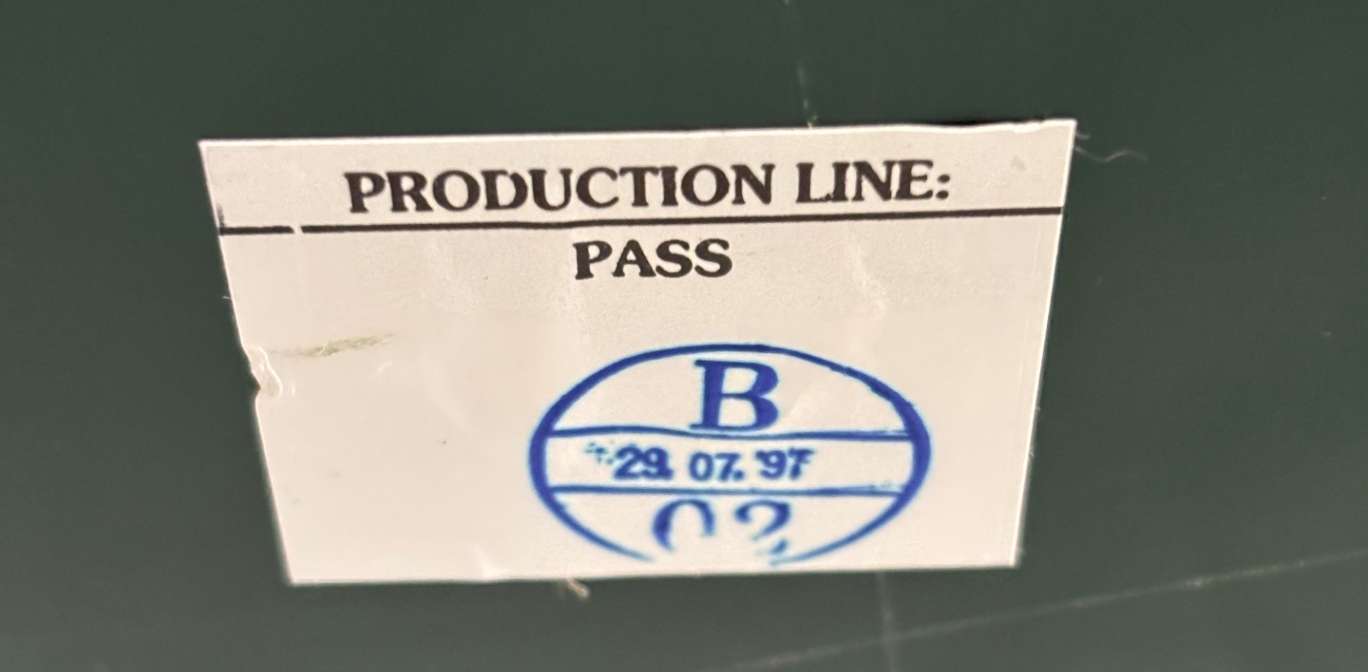 PRODUCTION LINE:
PASS
B
29. 07. '97
02